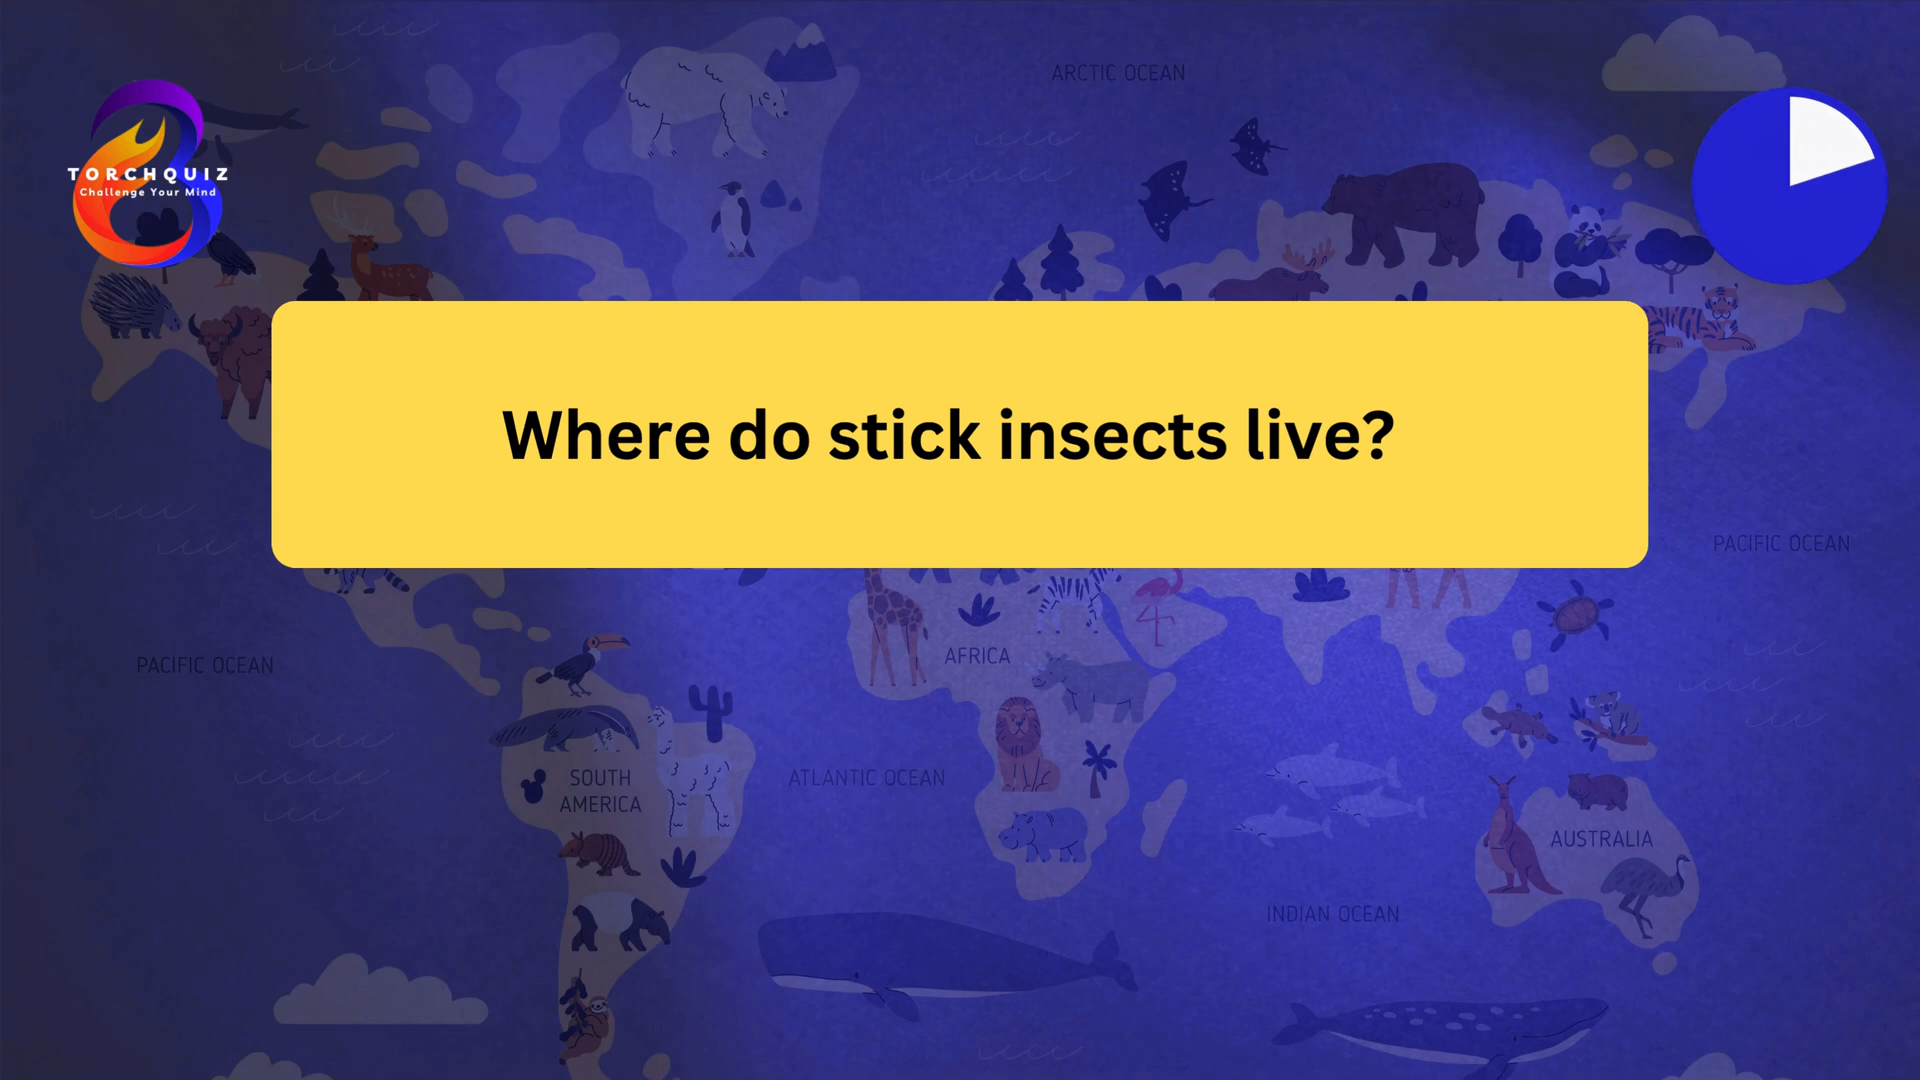 ARCTIC OCEAN
TORCHQUIZ
Challenge Your Mind
Where do stick insects live?
PACIFIC OCEAN
AFRICA
PACIFIC OCEAN
SOUTH
AMERICA
ATLANTIC OCEAN
AUSTRALIA
INDIAN OCEAN